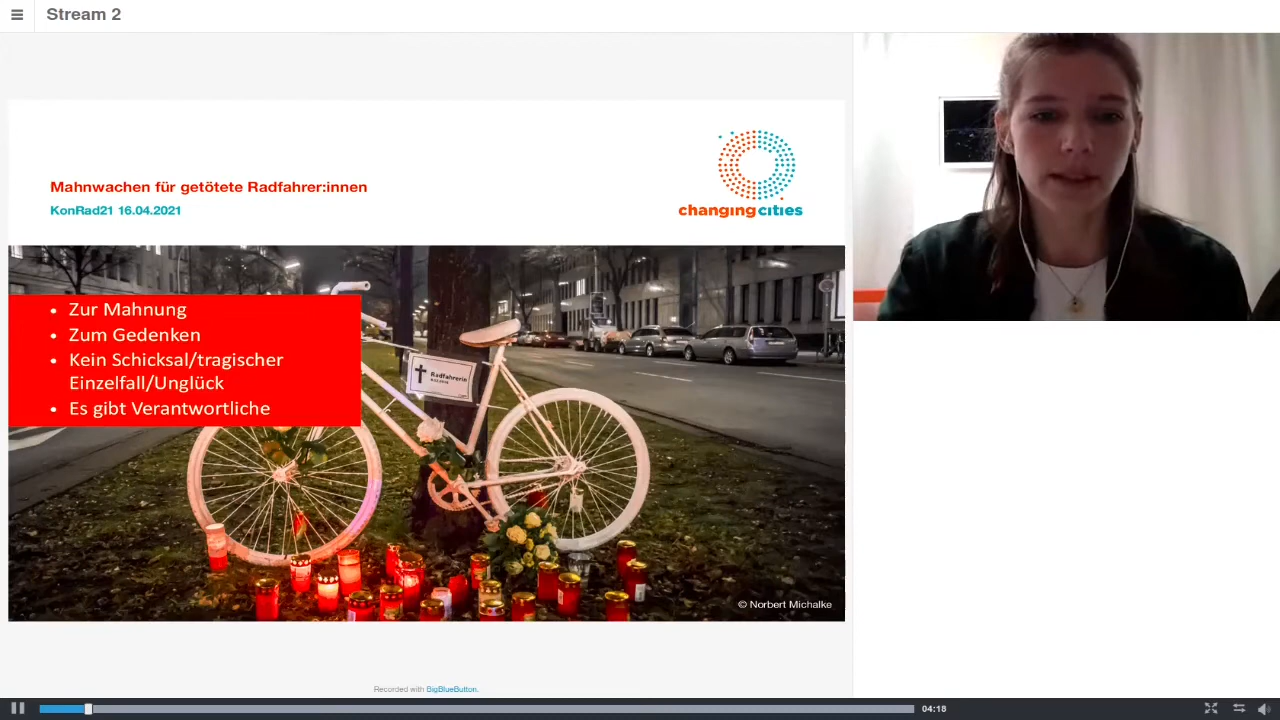 Stream 2
Mahnwachen für getötete Radfahrer:innen
KonRad21 16.04.2021
changing cities
• Zur Mahnung
• Zum Gedenken
• Kein Schicksal/tragischer
Einzelfall/Unglück
• Es gibt Verantwortliche
Radfahrerin
© Norbert Michalke
Recorded with BigBlueButton.
04:18